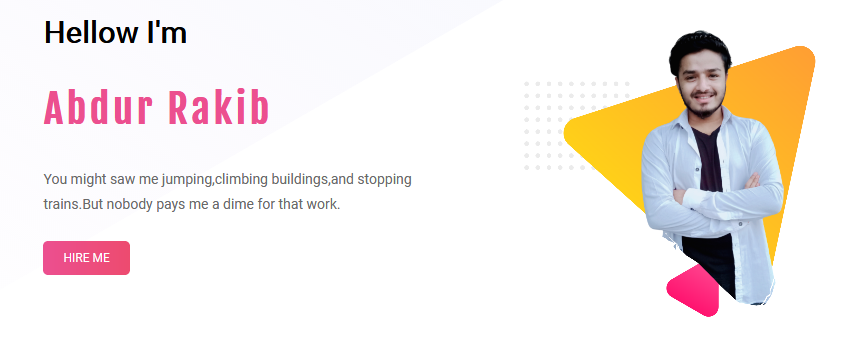 Hellow I'm
Abdur Rakib
You might saw me jumping,climbing buildings,and stopping
trains.But nobody pays me a dime for that work.
HIRE ME